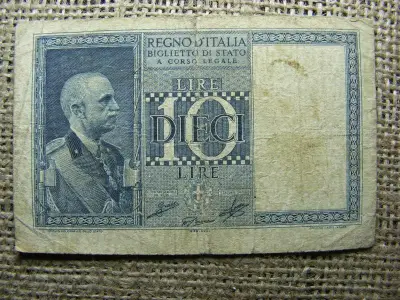 REGNO D'ITALIA
BIGLIETTO DI STATO
A CORSO LEGALE
LIRE
10
DIECI
LIRE